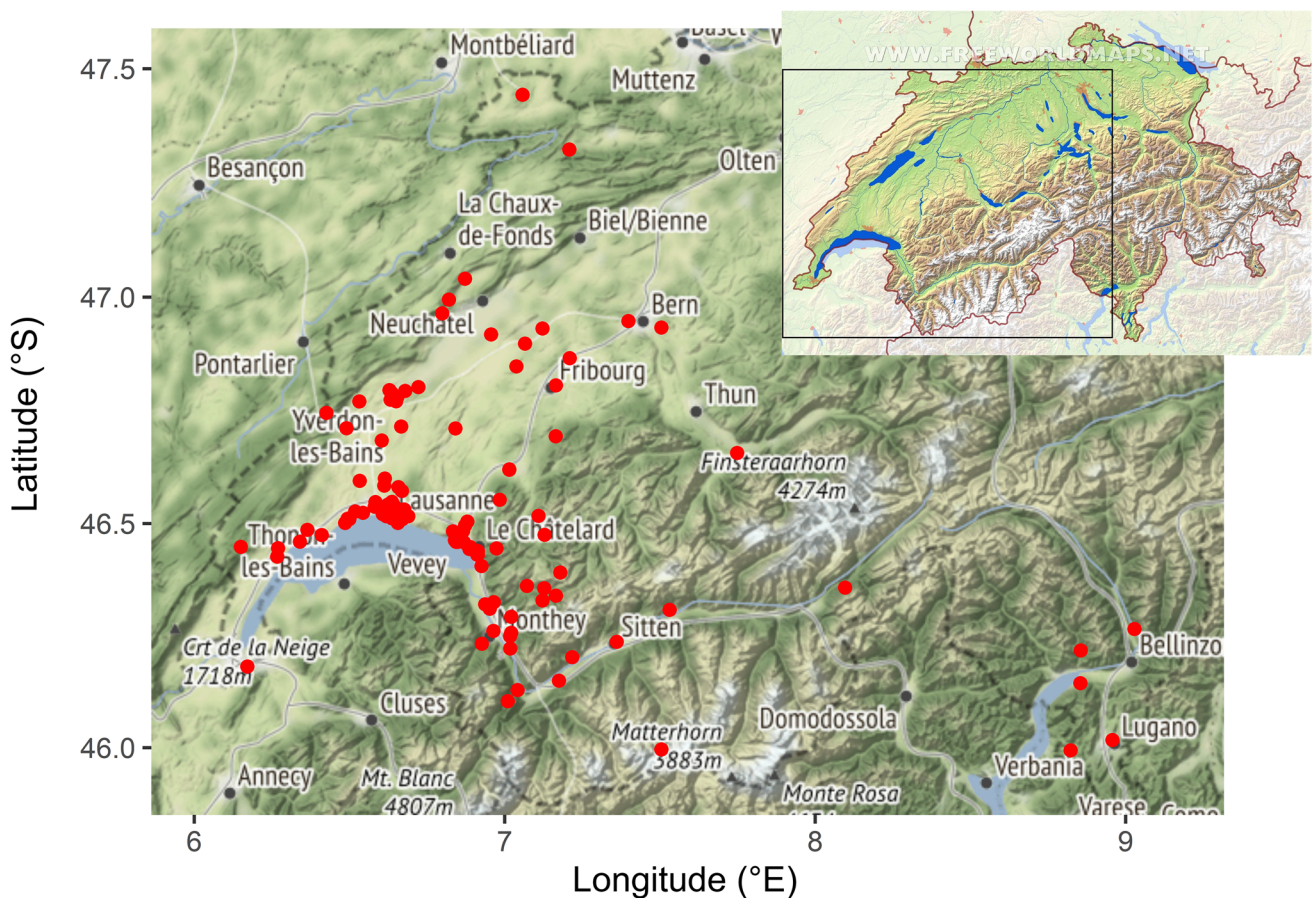 WWW.FREEWORLDMAPS.NET
Basel
Montbéliard
Muttenz
47.5
Besançon
Olten
La Chaux-
de-Fonds
Biel/Bienne
47.0
Bern
Neuchatel
Pontarlier
Fribourg
Thun
Yverdon-
les-Bains
Finsteraarhorn
4274m
Lausanne
46.5
Le Châtelard
Thonon-
les-Bains
Vevey
Monthey
Sitten
Crt de la Neige
1718m
Bellinzo
Cluses
Domodossola
Lugano
Matterhorn
3883m
46.0
Verbania
Annecy
Mt. Blanc
4807m
Monte Rosa
Varese
Como
6
7
8
9
Longitude (°E)
Latitude (°S)